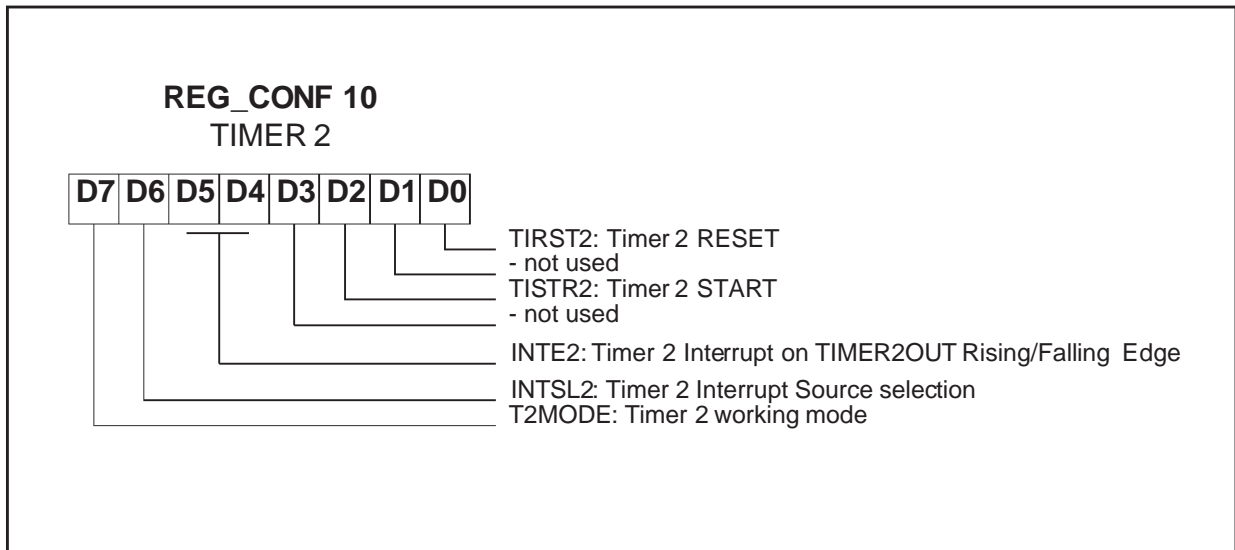 REG_CONF 10
TIMER 2
D7 D6 D5 D4 D3 D2 D1 D0
TIRST2: Timer 2 RESET
- not used
TISTR2: Timer 2 START
- not used
INTE2: Timer 2 Interrupt on TIMER2OUT Rising/Falling Edge
INTSL2: Timer 2 Interrupt Source selection
T2MODE: Timer 2 working mode